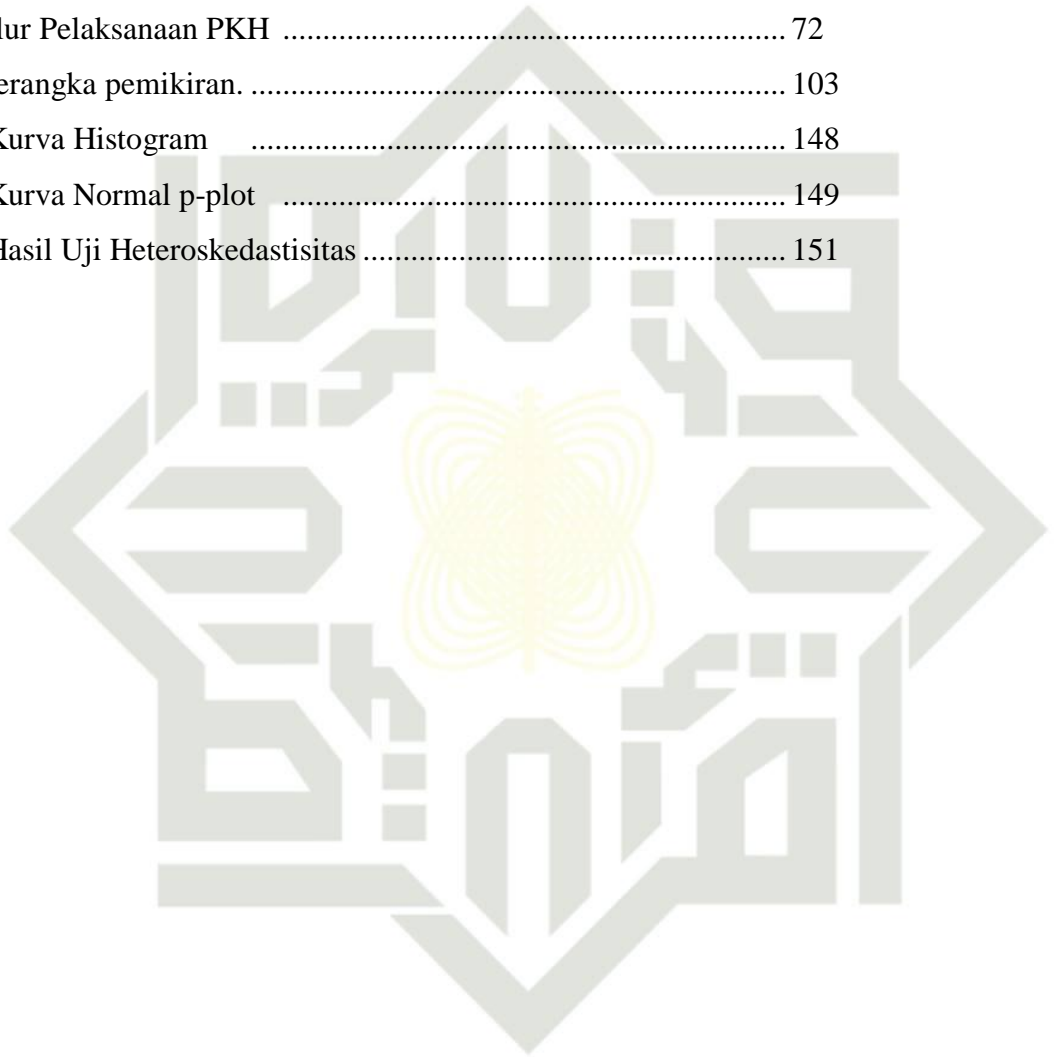 lur Pelaksanaan PKH ................................................................ 72
erangka pemikiran. .................................................................... 103
Kurva Histogram .................................................................... 148
Kurva Normal p-plot ................................................................ 149
Hasil Uji Heteroskedastisitas ...................................................... 151